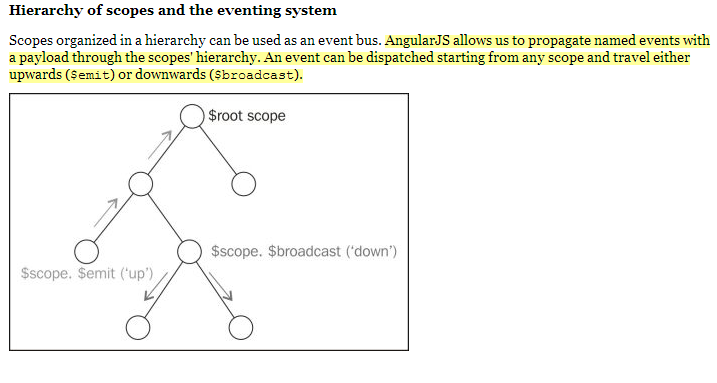 Hierarchy of scopes and the eventing system
Scopes organized in a hierarchy can be used as an event bus. AngularJS allows us to propagate named events with
a payload through the scopes' hierarchy. An event can be dispatched starting from any scope and travel either
upwards ($emit) or downwards ($broadcast).
$root scope
$scope. $broadcast (‘down’)
$scope. $emit (‘up’)